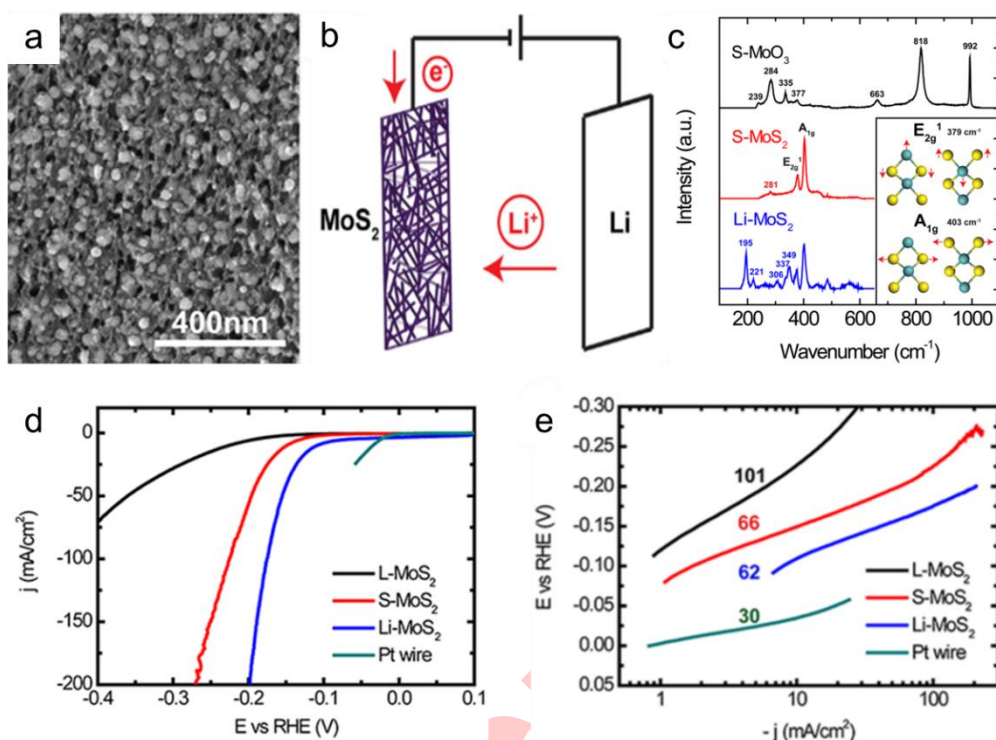 a
400nm
b
e⁻
MoS₂
Li⁺
Li
c
S-MoO₃
239
284
335
377
663
818
992
S-MoS₂
281
E₂g¹
A₁g
Li-MoS₂
195
221
306
337
349
E₂g¹ 379 cm⁻¹
A₁g 403 cm⁻¹
Intensity (a.u.)
200 400 600 800 1000
Wavenumber (cm⁻¹)
d
0
-50
-100
-150
-200
j (mA/cm²)
L-MoS₂
S-MoS₂
Li-MoS₂
Pt wire
-0.4 -0.3 -0.2 -0.1 0.0 0.1
E vs RHE (V)
e
-0.30
-0.25
-0.20
-0.15
-0.10
-0.05
0.00
0.05
E vs RHE (V)
101
66
62
30
L-MoS₂
S-MoS₂
Li-MoS₂
Pt wire
1 10 100
- j (mA/cm²)